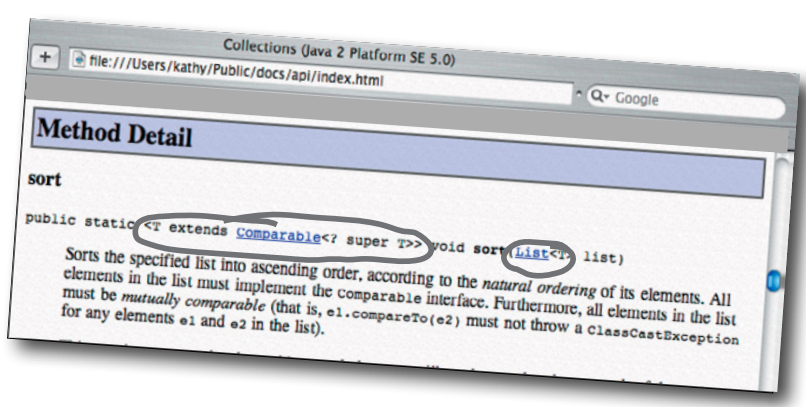 Collections (Java 2 Platform SE 5.0)
+ file:///Users/kathy/Public/docs/api/index.html Google
Method Detail
sort
public static <T extends Comparable<? super T>> void sort(List<T> list)
Sorts the specified list into ascending order, according to the natural ordering of its elements. All
elements in the list must implement the Comparable interface. Furthermore, all elements in the list
must be mutually comparable (that is, e1.compareTo(e2) must not throw a ClassCastException
for any elements e1 and e2 in the list).